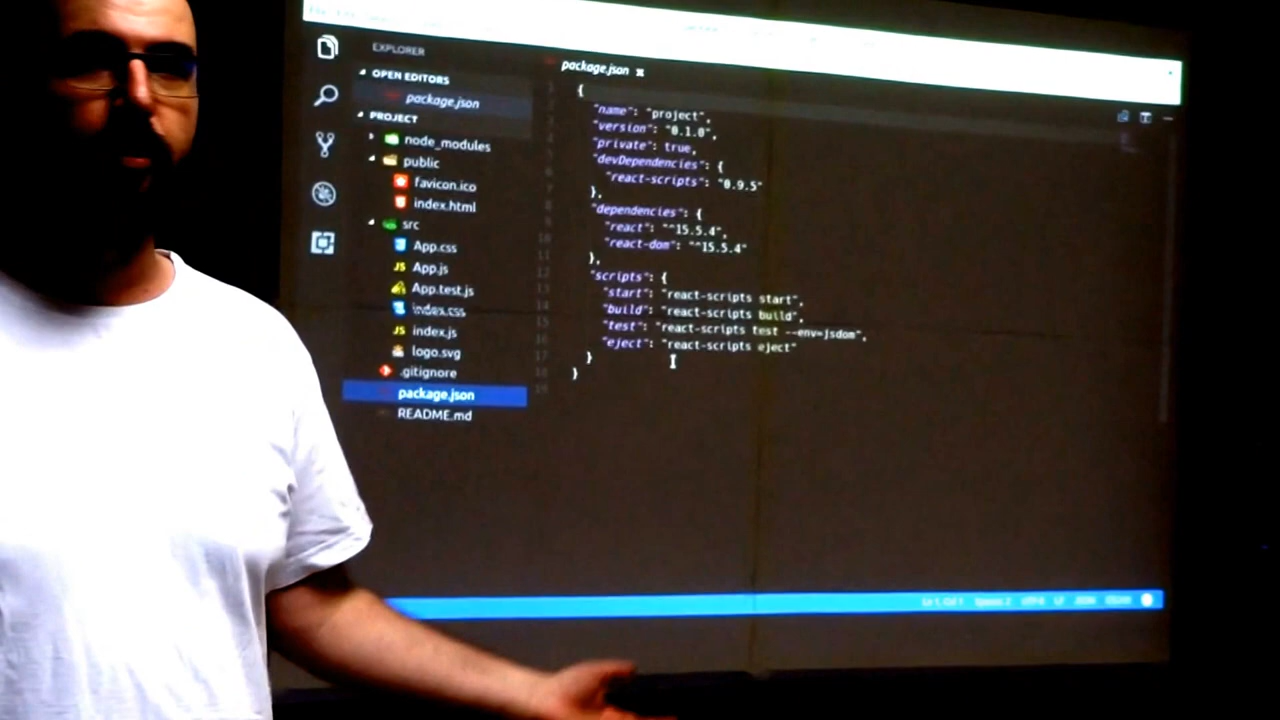 EXPLORER
OPEN EDITORS
package.json
PROJECT
node_modules
public
favicon.ico
index.html
src
App.css
App.js
App.test.js
index.css
index.js
logo.svg
.gitignore
package.json
README.md
package.json ×
{
"name": "project",
"version": "0.1.0",
"private": true,
"devDependencies": {
"react-scripts": "0.9.5"
},
"dependencies": {
"react": "^15.5.4",
"react-dom": "^15.5.4"
},
"scripts": {
"start": "react-scripts start",
"build": "react-scripts build",
"test": "react-scripts test --env=jsdom",
"eject": "react-scripts eject"
}
}